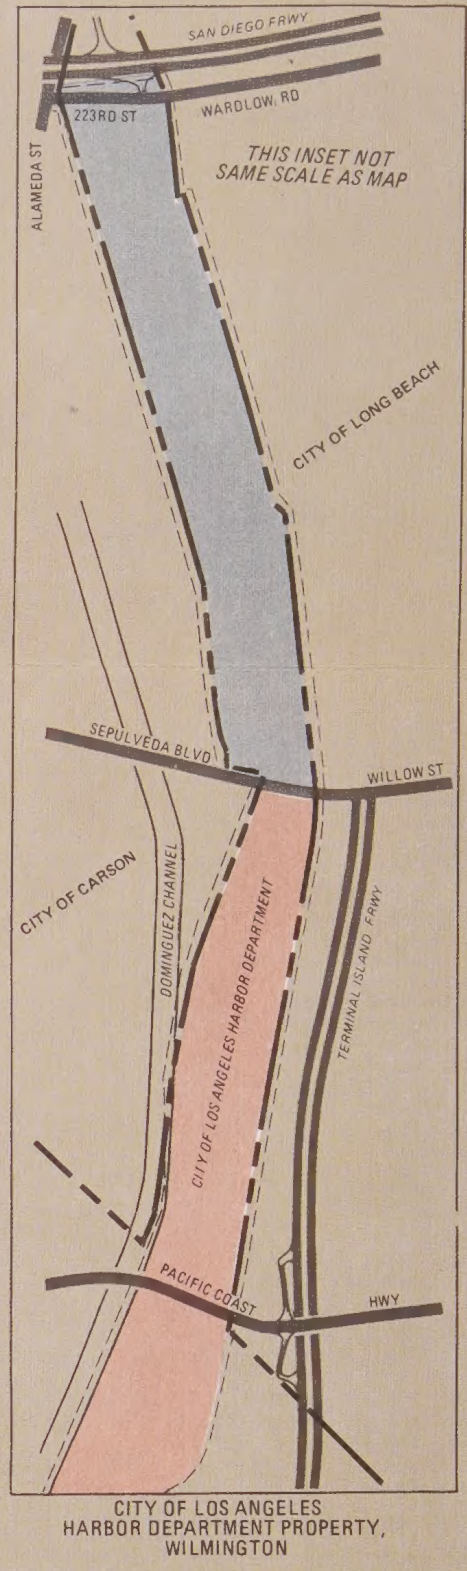 SAN DIEGO FRWY
WARDLOW, RD
223RD ST
ALAMEDA ST
THIS INSET NOT
SAME SCALE AS MAP
CITY OF LONG BEACH
SEPULVEDA BLVD
WILLOW ST
CITY OF CARSON
DOMINGUEZ CHANNEL
CITY OF LOS ANGELES HARBOR DEPARTMENT
TERMINAL ISLAND FRWY
PACIFIC COAST
HWY
CITY OF LOS ANGELES
HARBOR DEPARTMENT PROPERTY,
WILMINGTON